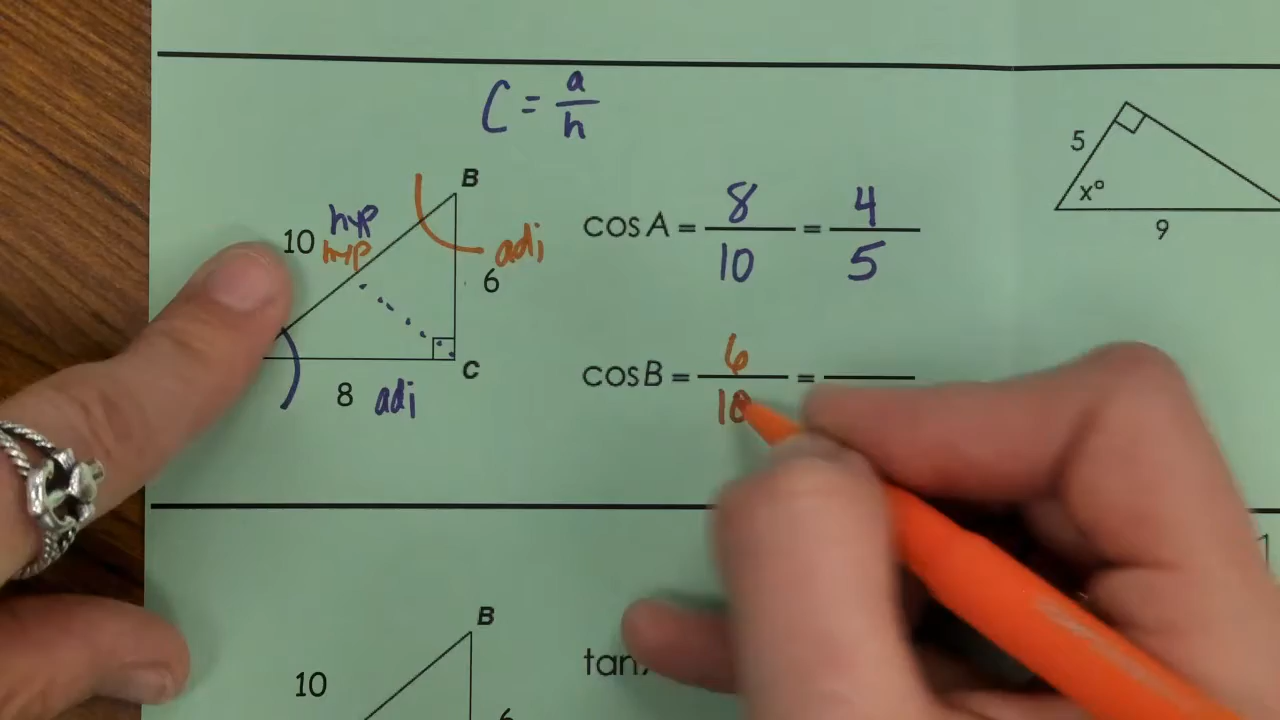 C = a/h
B
10 hyp
hyp
adj
6
C
8 adj
cos A = 8/10 = 4/5
cos B = 6/10 =
5
x°
9
B
10
6
tan